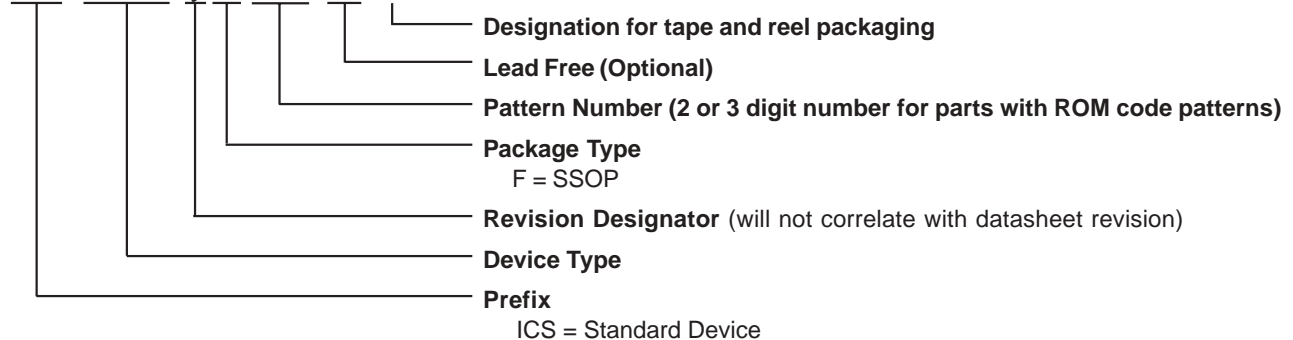 Designation for tape and reel packaging
Lead Free (Optional)
Pattern Number (2 or 3 digit number for parts with ROM code patterns)
Package Type
F = SSOP
Revision Designator (will not correlate with datasheet revision)
Device Type
Prefix
ICS = Standard Device